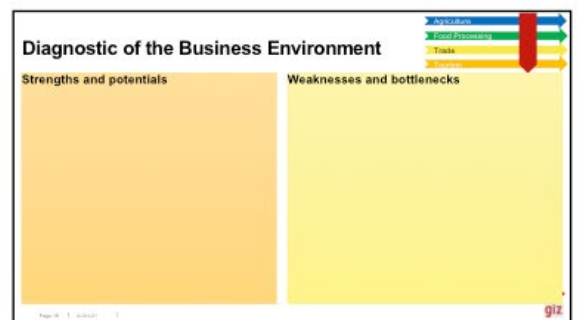 Agriculture
Food Processing
Trade
Tourism
Diagnostic of the Business Environment
Strengths and potentials
Weaknesses and bottlenecks
giz